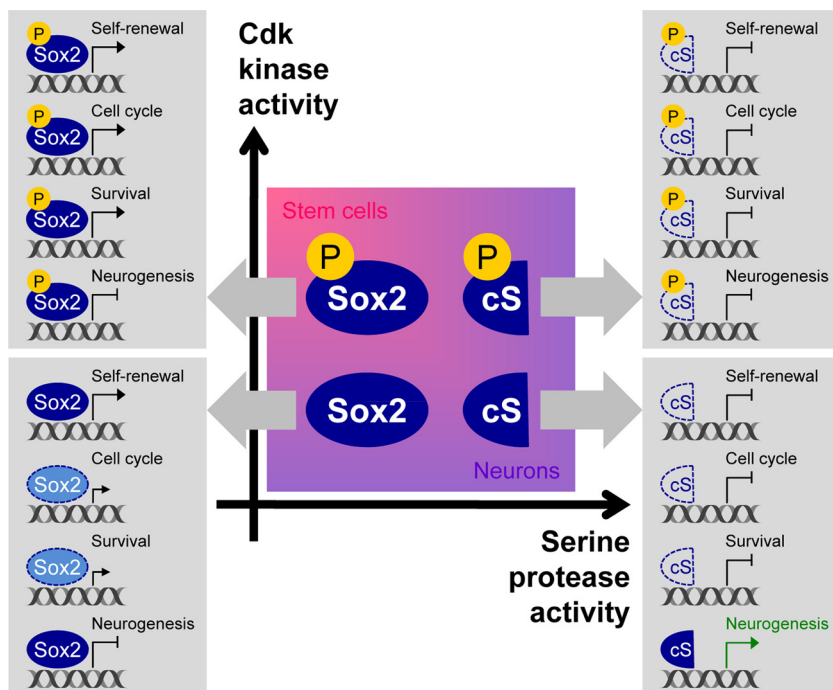 P
Self-renewal
Sox2
P
Cell cycle
Sox2
P
Survival
Sox2
P
Neurogenesis
Sox2
Self-renewal
Sox2
Cell cycle
Sox2
Survival
Sox2
Neurogenesis
Sox2
Cdk
kinase
activity
Stem cells
P
P
Sox2
cS
Sox2
cS
Neurons
Serine
protease
activity
P
Self-renewal
cS
P
Cell cycle
cS
P
Survival
cS
P
Neurogenesis
cS
Self-renewal
cS
Cell cycle
cS
Survival
cS
Neurogenesis
cS